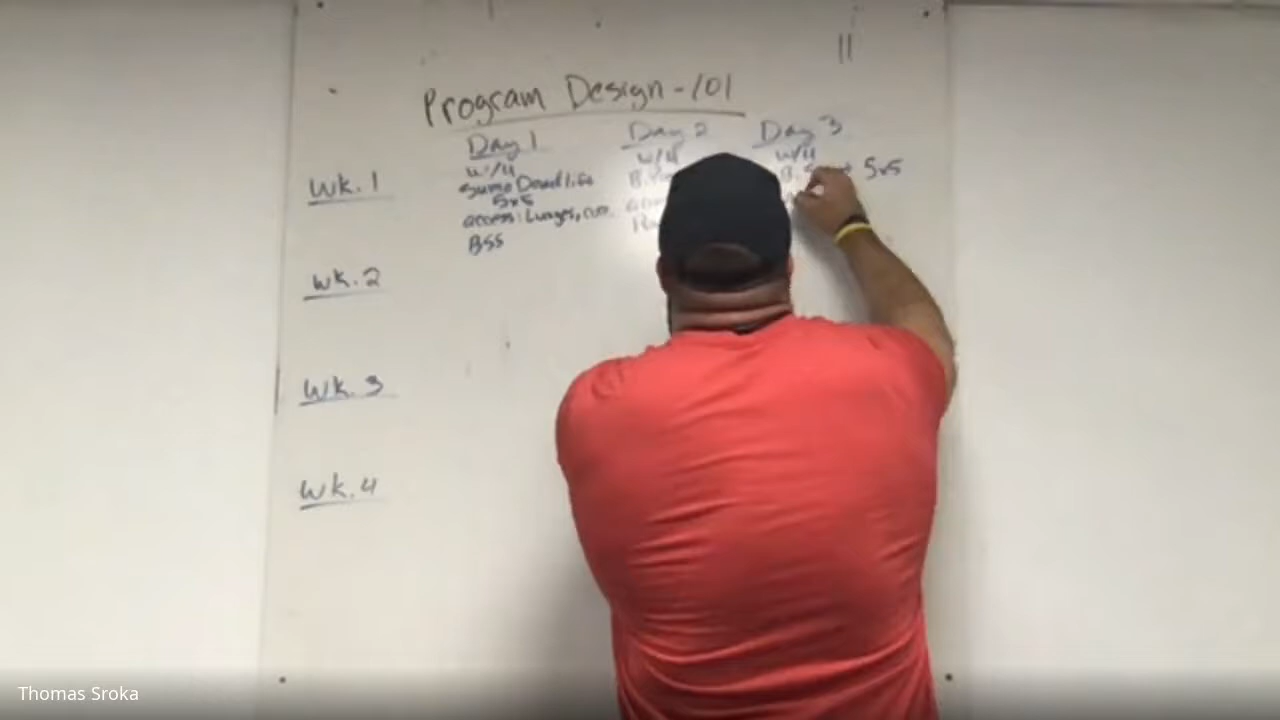 Program Design-101
Day 1
Day 2
Day 3
w/u
w/u
w/u
Wk. 1
Sumo Deadlift
5x5
5x5
access: Lunges,
BSS
Wk. 2
Wk. 3
Wk. 4
Thomas Sroka